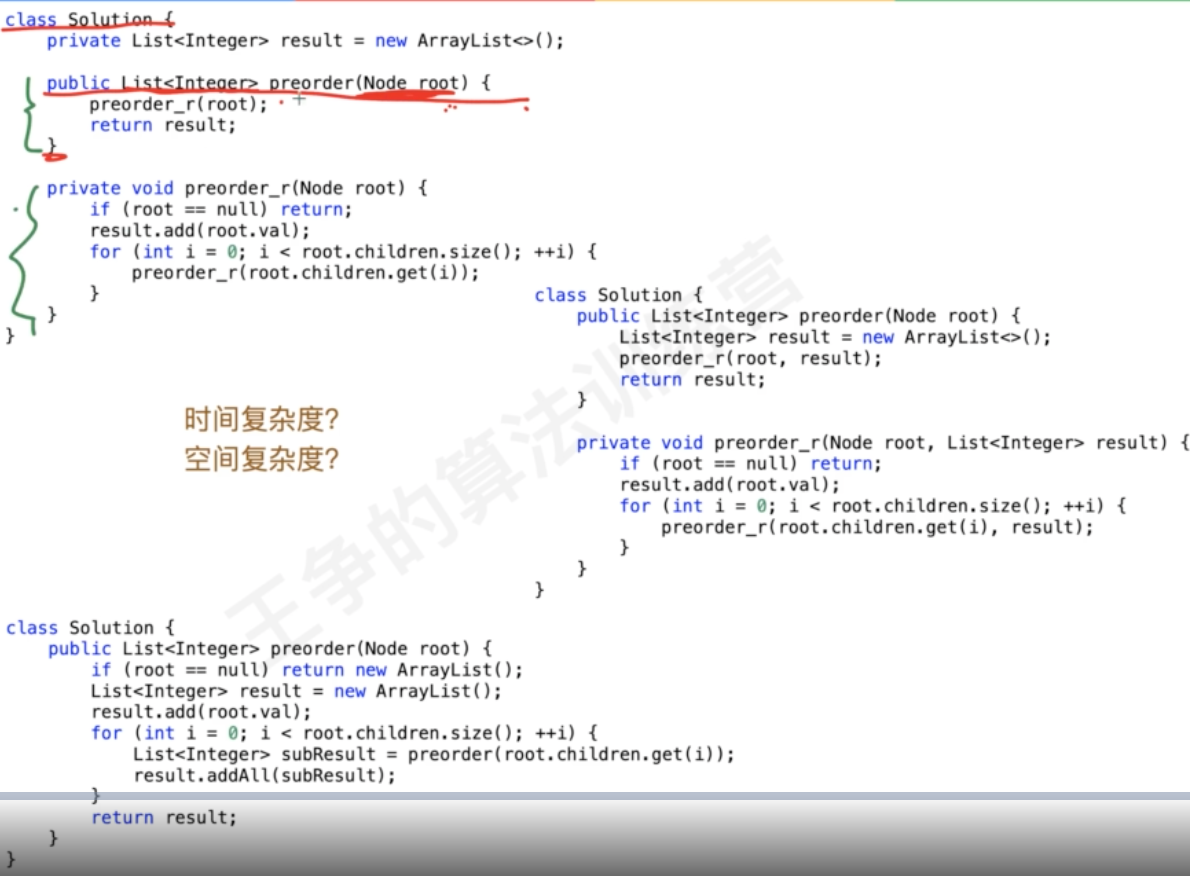 class Solution {
    private List<Integer> result = new ArrayList<>();
    public List<Integer> preorder(Node root) {
        preorder_r(root);
        return result;
    }
    private void preorder_r(Node root) {
        if (root == null) return;
        result.add(root.val);
        for (int i = 0; i < root.children.size(); ++i) {
            preorder_r(root.children.get(i));
        }
    }
}
时间复杂度?
空间复杂度?
class Solution {
    public List<Integer> preorder(Node root) {
        List<Integer> result = new ArrayList<>();
        preorder_r(root, result);
        return result;
    }
    private void preorder_r(Node root, List<Integer> result) {
        if (root == null) return;
        result.add(root.val);
        for (int i = 0; i < root.children.size(); ++i) {
            preorder_r(root.children.get(i), result);
        }
    }
}
class Solution {
    public List<Integer> preorder(Node root) {
        if (root == null) return new ArrayList();
        List<Integer> result = new ArrayList();
        result.add(root.val);
        for (int i = 0; i < root.children.size(); ++i) {
            List<Integer> subResult = preorder(root.children.get(i));
            result.addAll(subResult);
        }
        return result;
    }
}
王争的算法训练营